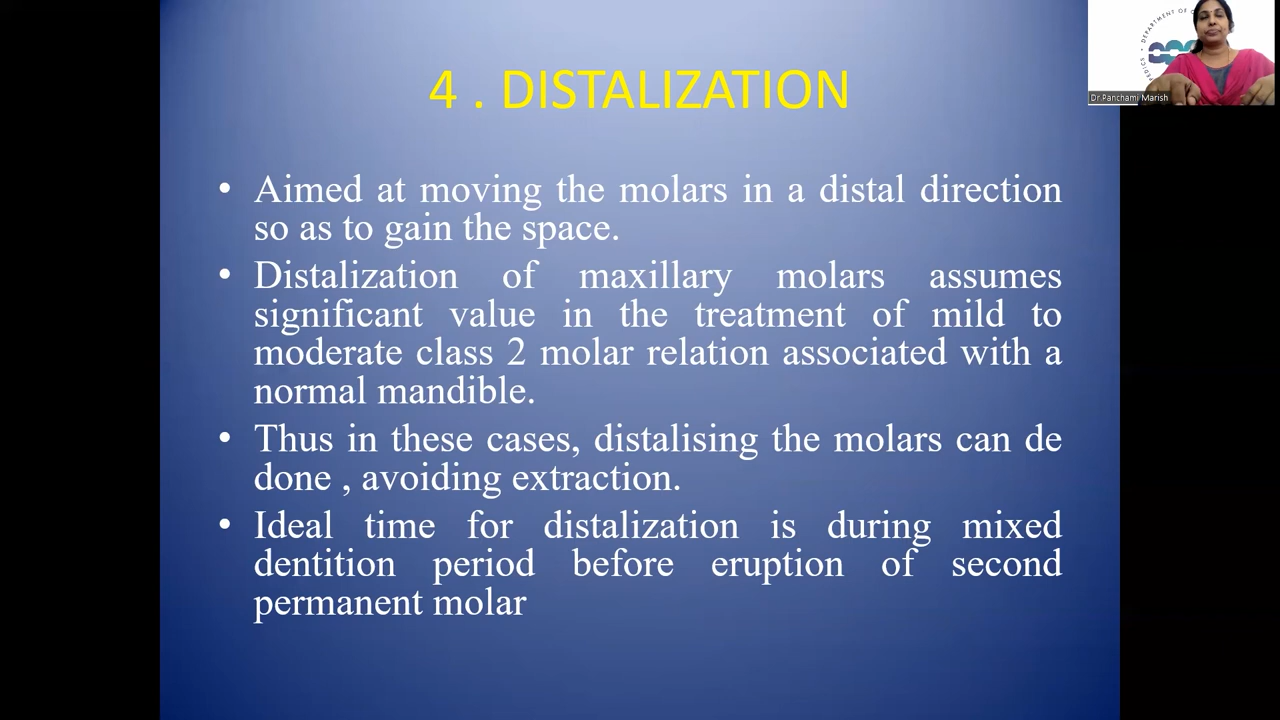 4 . DISTALIZATION
• Aimed at moving the molars in a distal direction
so as to gain the space.
• Distalization of maxillary molars assumes
significant value in the treatment of mild to
moderate class 2 molar relation associated with a
normal mandible.
• Thus in these cases, distalising the molars can de
done , avoiding extraction.
• Ideal time for distalization is during mixed
dentition period before eruption of second
permanent molar
DEPARTMENT OF
Dr Panchami Marish